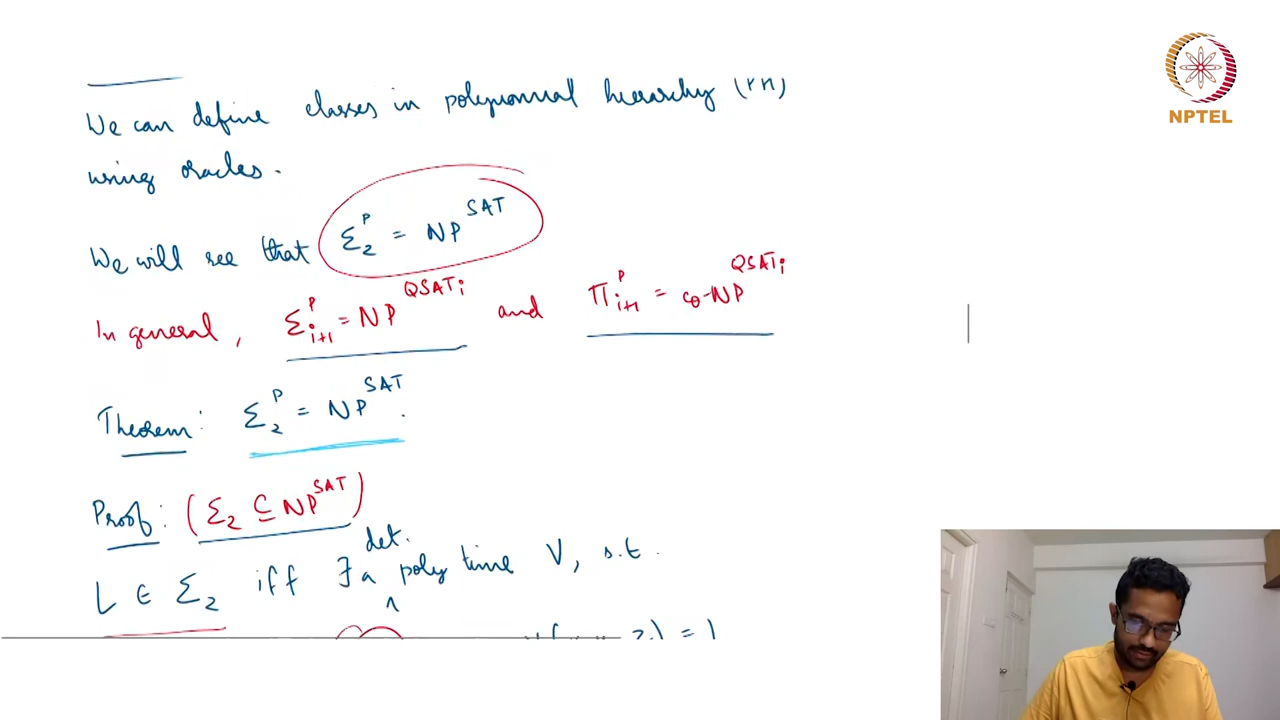 We can define classes in polynomial hierarchy (PH)
using oracles.
We will see that Σ₂ᴾ = NP^SAT
In general, Σᵢ₊₁ᴾ = NP^QSATᵢ and Πᵢ₊₁ᴾ = co-NP^QSATᵢ
Theorem: Σ₂ᴾ = NP^SAT.
Proof: (Σ₂ ⊆ NP^SAT)
det.
L ∈ Σ₂ iff ∃ a ^ poly time V, s.t.
) = 1
NPTEL